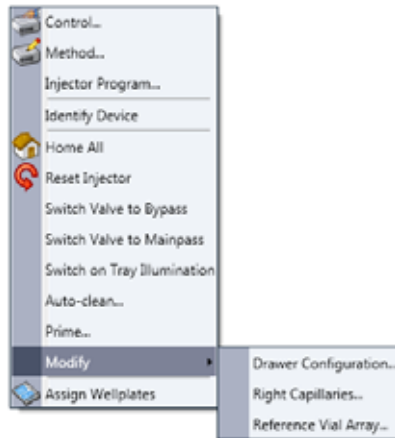 Control...
Method...
Injector Program...
Identify Device
Home All
Reset Injector
Switch Valve to Bypass
Switch Valve to Mainpass
Switch on Tray Illumination
Auto-clean...
Prime...
Modify
Drawer Configuration...
Right Capillaries...
Reference Vial Array...
Assign Wellplates